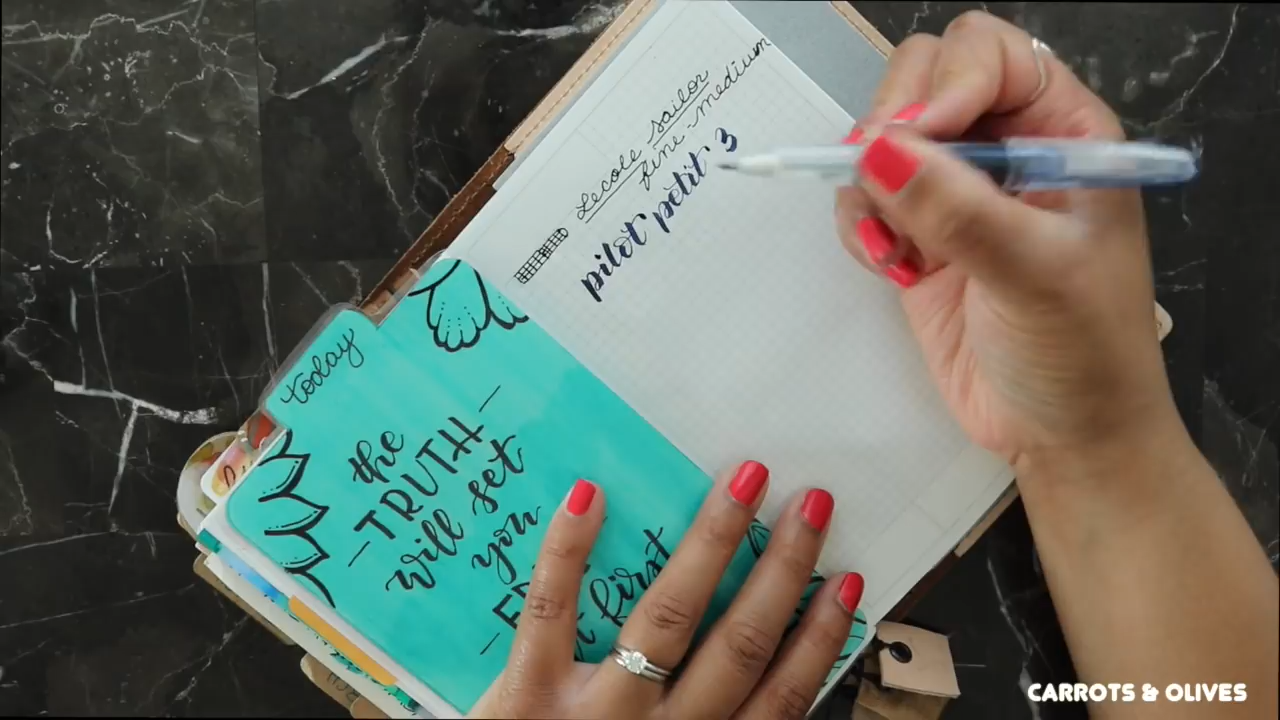 Lecole sailor
fine-medium
pilot petit 3
today
the
TRUTH
will set
you
first
CARROTS & OLIVES